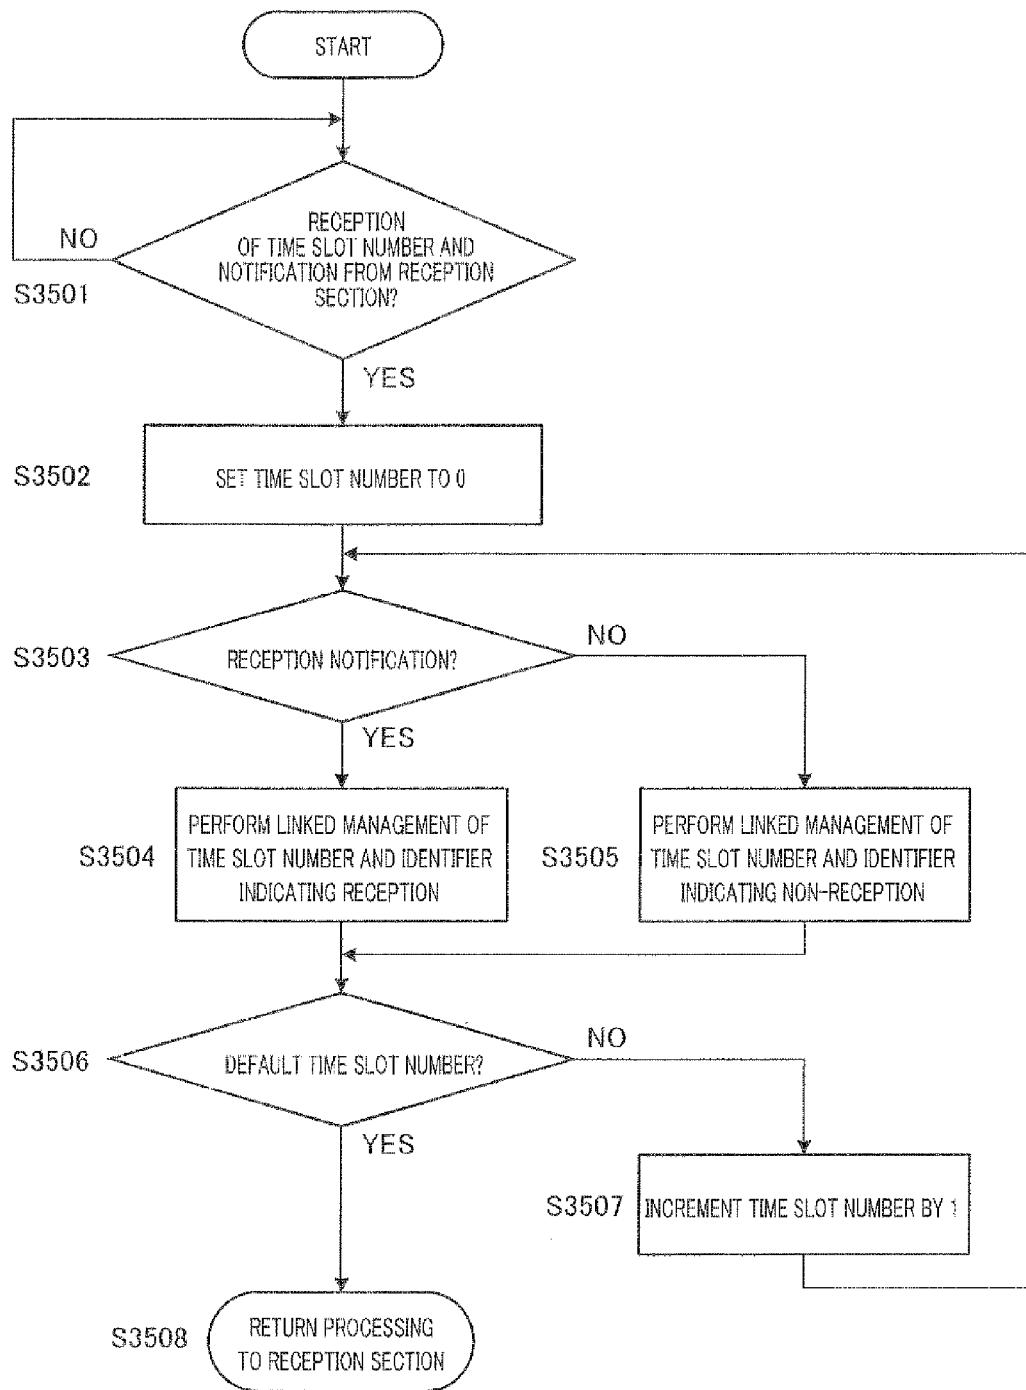 START
RECEPTION
OF TIME SLOT NUMBER AND
NOTIFICATION FROM RECEPTION
SECTION?
NO
S3501
YES
S3502
SET TIME SLOT NUMBER TO 0
S3503
RECEPTION NOTIFICATION?
NO
YES
S3504
PERFORM LINKED MANAGEMENT OF
TIME SLOT NUMBER AND IDENTIFIER
INDICATING RECEPTION
S3505
PERFORM LINKED MANAGEMENT OF
TIME SLOT NUMBER AND IDENTIFIER
INDICATING NON-RECEPTION
S3506
DEFAULT TIME SLOT NUMBER?
NO
YES
S3507
INCREMENT TIME SLOT NUMBER BY 1
S3508
RETURN PROCESSING
TO RECEPTION SECTION